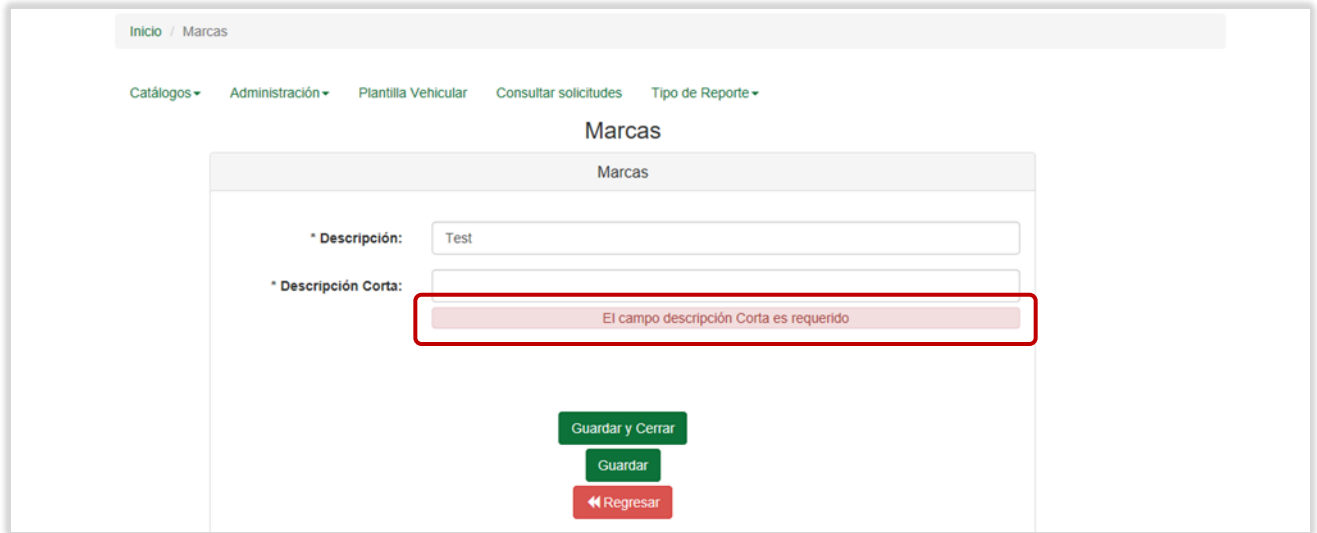 Inicio / Marcas
Catálogos Administración Plantilla Vehicular Consultar solicitudes Tipo de Reporte
Marcas
Marcas
* Descripción: Test
* Descripción Corta:
El campo descripción Corta es requerido
Guardar y Cerrar
Guardar
Regresar